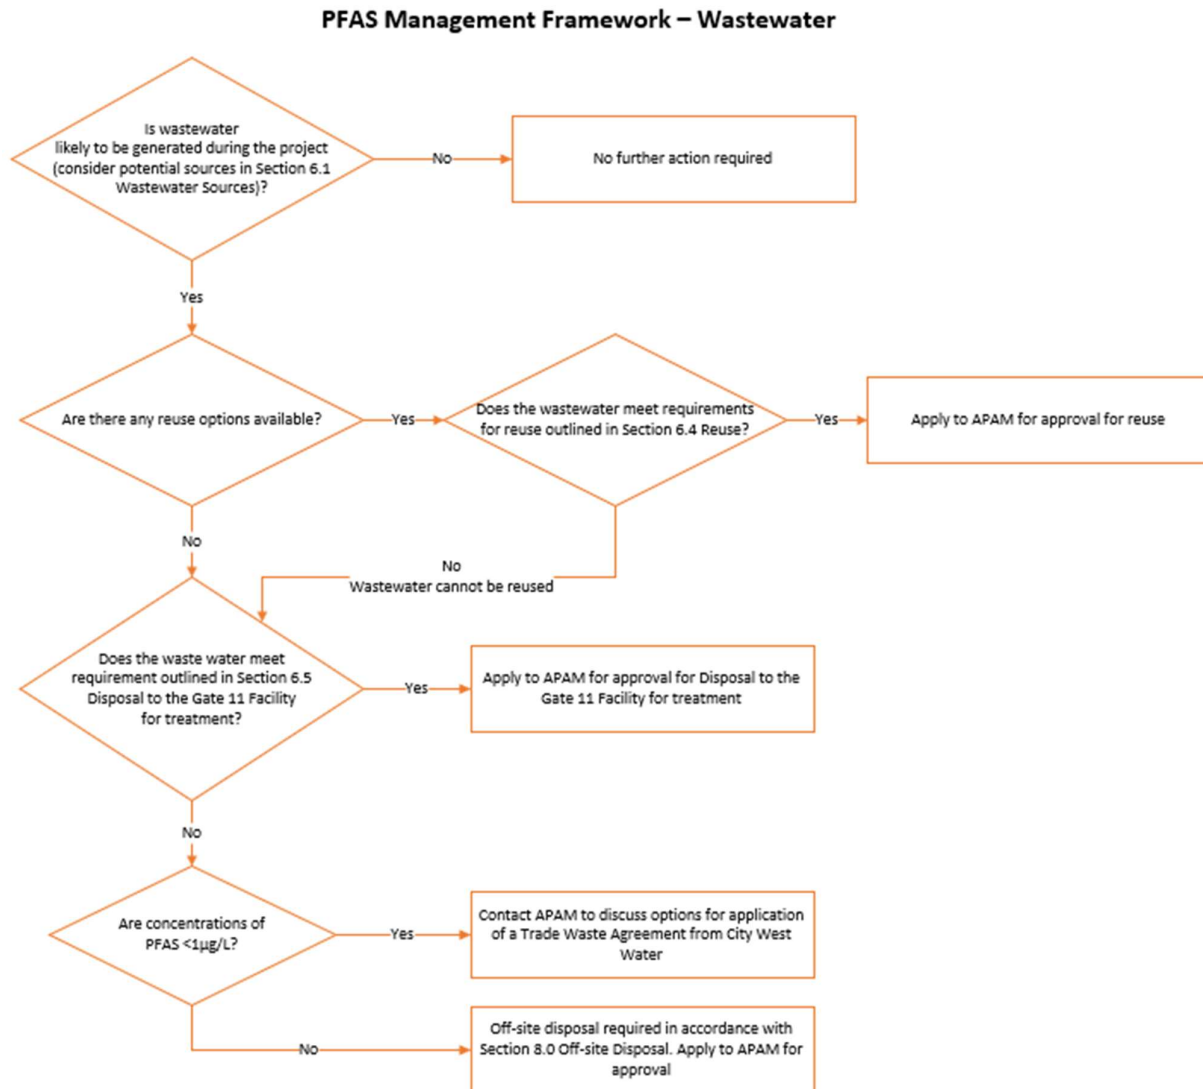 PFAS Management Framework – Wastewater
Is wastewater
likely to be generated during the project
(consider potential sources in Section 6.1
Wastewater Sources)?
No
No further action required
Yes
Are there any reuse options available?
Yes
Does the wastewater meet requirements
for reuse outlined in Section 6.4 Reuse?
Yes
Apply to APAM for approval for reuse
No
No
Wastewater cannot be reused
Does the waste water meet
requirement outlined in Section 6.5
Disposal to the Gate 11 Facility
for treatment?
Yes
Apply to APAM for approval for Disposal to the
Gate 11 Facility for treatment
No
Are concentrations of
PFAS <1µg/L?
Yes
Contact APAM to discuss options for application
of a Trade Waste Agreement from City West
Water
No
Off-site disposal required in accordance with
Section 8.0 Off-site Disposal. Apply to APAM for
approval